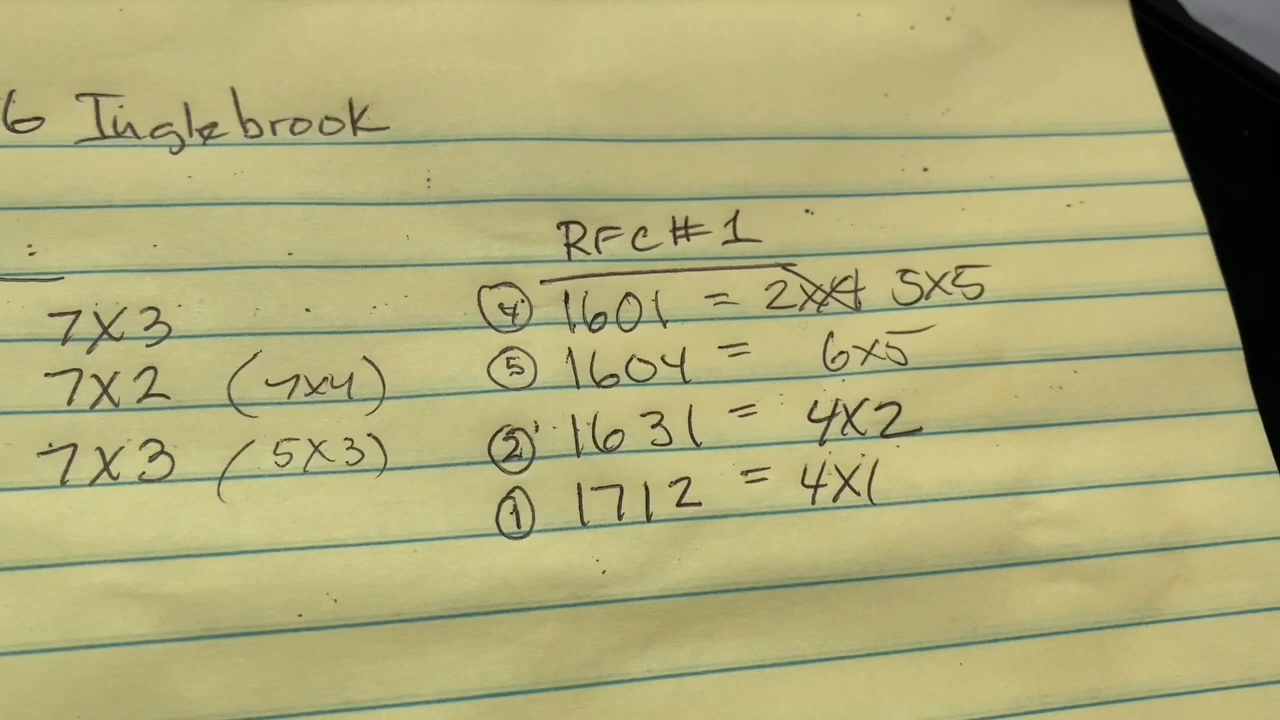 6 Inglebrook
:
RFC#1
7X3
7X2 (7X4)
7X3 (5X3)
④ 1601 = 5X5
⑤ 1604 = 6X5
② 1631 = 4X2
① 1712 = 4X1